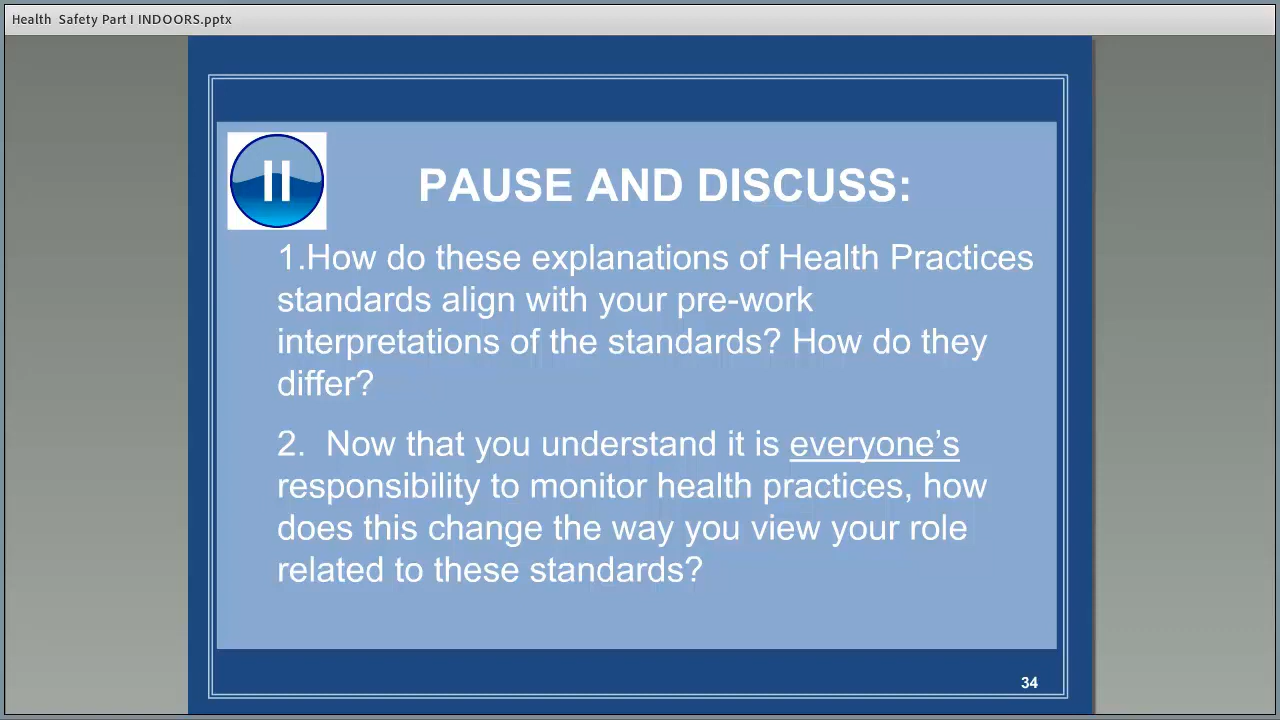 Health Safety Part I INDOORS.pptx
PAUSE AND DISCUSS:
1.How do these explanations of Health Practices
standards align with your pre-work
interpretations of the standards? How do they
differ?
2. Now that you understand it is everyone’s
responsibility to monitor health practices, how
does this change the way you view your role
related to these standards?
34